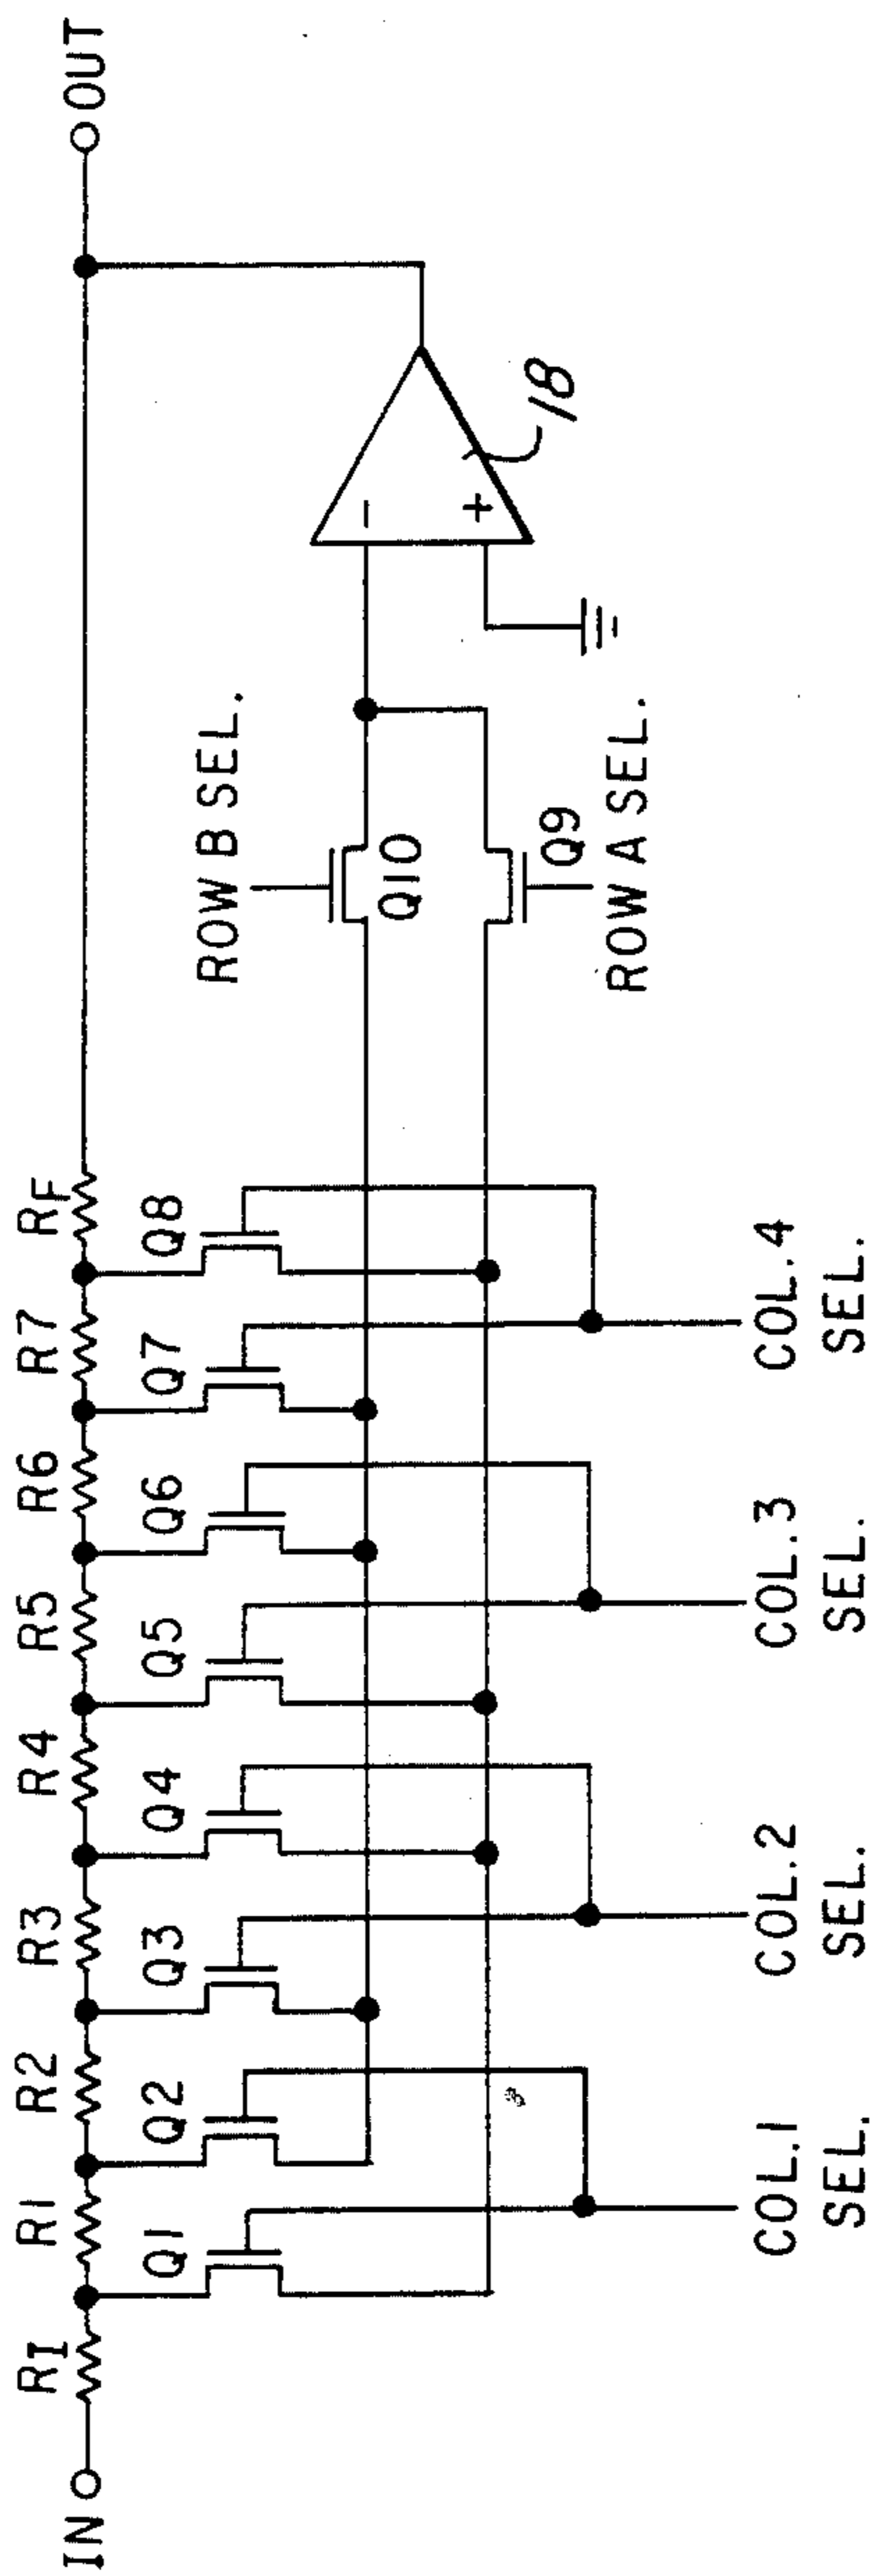 IN
OUT
RI
R1
R2
R3
R4
R5
R6
R7
RF
Q1
Q2
Q3
Q4
Q5
Q6
Q7
Q8
ROW B SEL.
Q10
Q9
ROW A SEL.
-
+
18
COL.1
SEL.
COL.2
SEL.
COL.3
SEL.
COL.4
SEL.